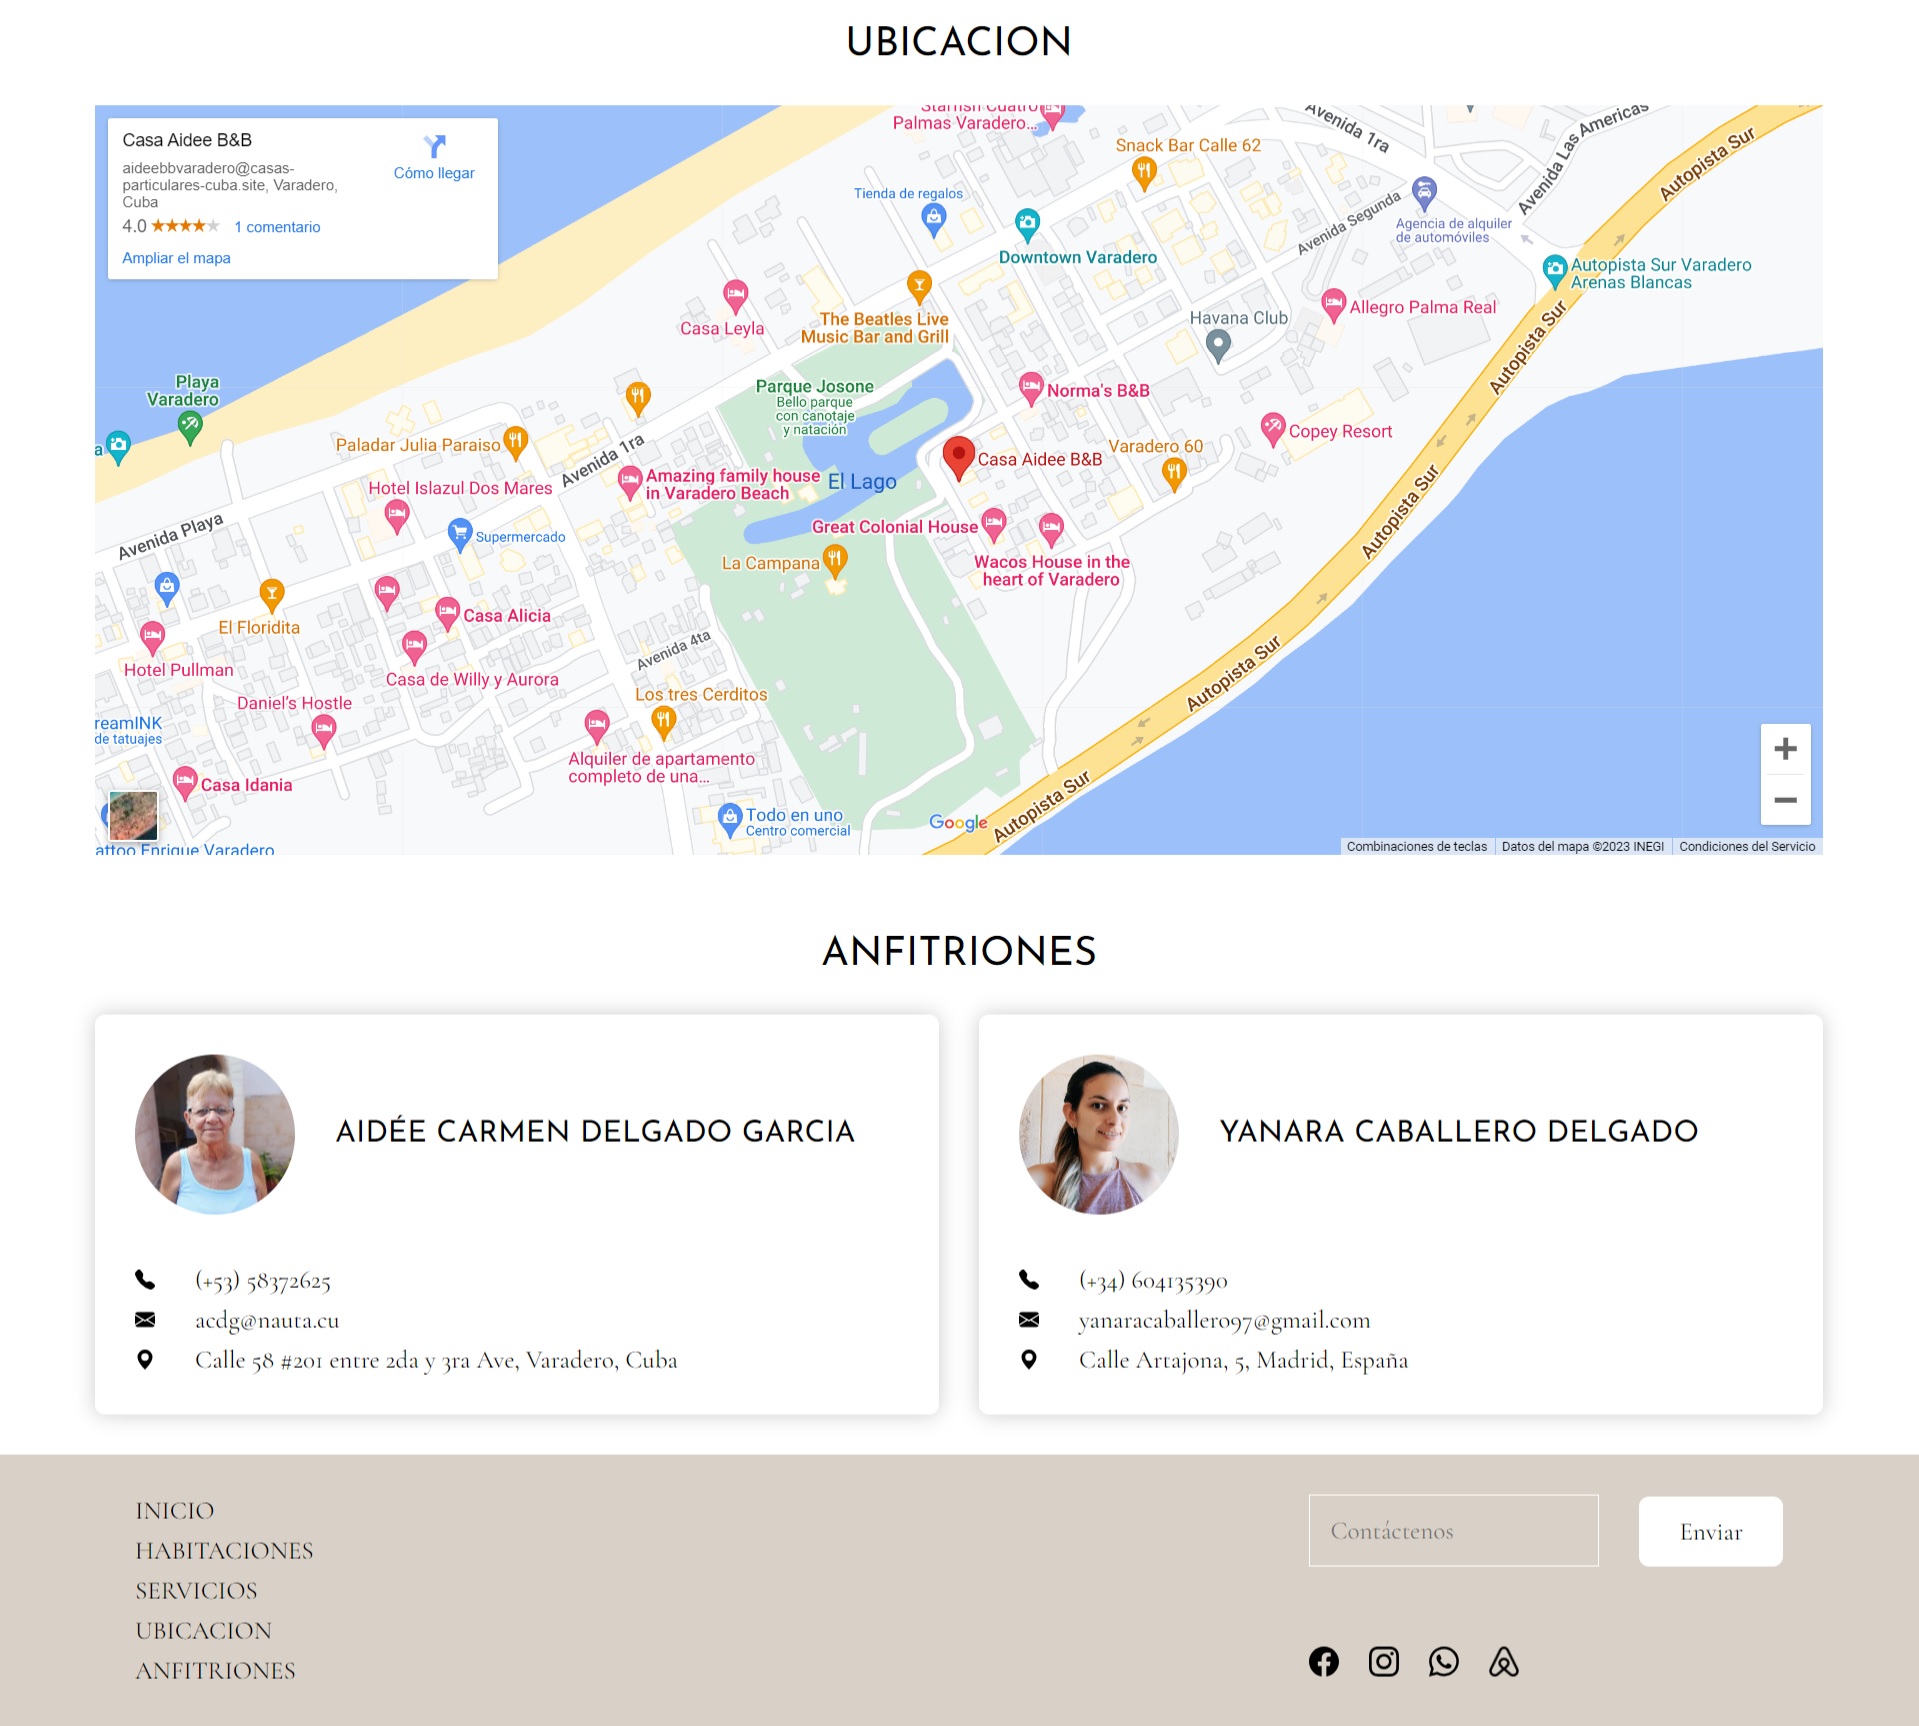 UBICACION
Casa Aidee B&B
aideebbvaradero@casas-
particulares-cuba.site, Varadero,
Cuba
4.0 1 comentario
Ampliar el mapa
Cómo llegar
Palmas Varadero...
Avenida 1ra
Avenida Las Americas
Autopista Sur
Snack Bar Calle 62
Tienda de regalos
Avenida Segunda
Agencia de alquiler
de automóviles
Downtown Varadero
Autopista Sur Varadero
Arenas Blancas
Casa Leyla
The Beatles Live
Music Bar and Grill
Havana Club
Allegro Palma Real
Autopista Sur
Playa
Varadero
Parque Josone
Bello parque
con canotaje
y natación
Norma's B&B
Copey Resort
Paladar Julia Paraiso
Avenida 1ra
Casa Aidee B&B
Varadero 60
Amazing family house
in Varadero Beach
El Lago
Hotel Islazul Dos Mares
Autopista Sur
Avenida Playa
Supermercado
Great Colonial House
La Campana
Wacos House in the
heart of Varadero
El Floridita
Casa Alicia
Hotel Pullman
Casa de Willy y Aurora
Avenida 4ta
Autopista Sur
Daniel's Hostle
Los tres Cerditos
reamINK
de tatuajes
Alquiler de apartamento
completo de una...
Casa Idania
Todo en uno
Centro comercial
Google
Autopista Sur
attoo Enrique Varadero
Combinaciones de teclas Datos del mapa ©2023 INEGI Condiciones del Servicio
ANFITRIONES
AIDÉE CARMEN DELGADO GARCIA
(+53) 58372625
acdg@nauta.cu
Calle 58 #201 entre 2da y 3ra Ave, Varadero, Cuba
YANARA CABALLERO DELGADO
(+34) 604135390
yanaracaballero97@gmail.com
Calle Artajona, 5, Madrid, España
INICIO
HABITACIONES
SERVICIOS
UBICACION
ANFITRIONES
Contáctenos
Enviar